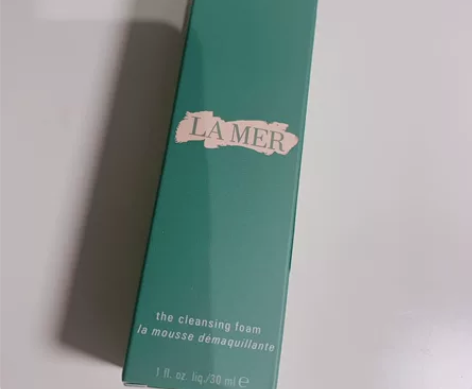 LA MER
the cleansing foam
la mousse démaquillante
1 fl. oz. liq./30 ml ℮